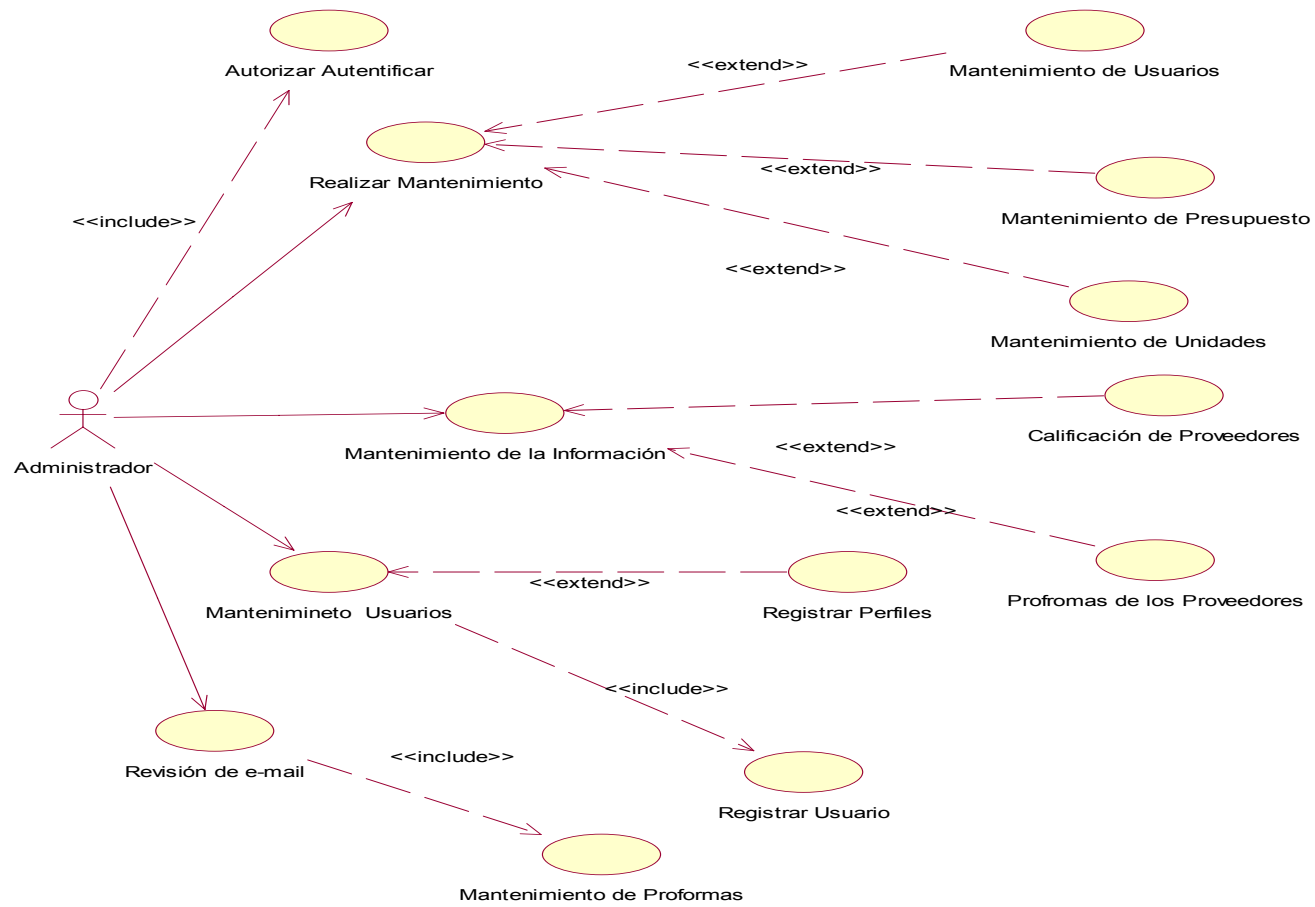 Autorizar Autentificar
<<extend>>
Mantenimiento de Usuarios
Realizar Mantenimiento
<<extend>>
Mantenimiento de Presupuesto
<<include>>
<<extend>>
Mantenimiento de Unidades
Administrador
Mantenimiento de la Información
<<extend>>
Calificación de Proveedores
<<extend>>
Mantenimineto Usuarios
<<extend>>
Registrar Perfiles
Profromas de los Proveedores
<<include>>
Revisión de e-mail
<<include>>
Registrar Usuario
Mantenimiento de Proformas